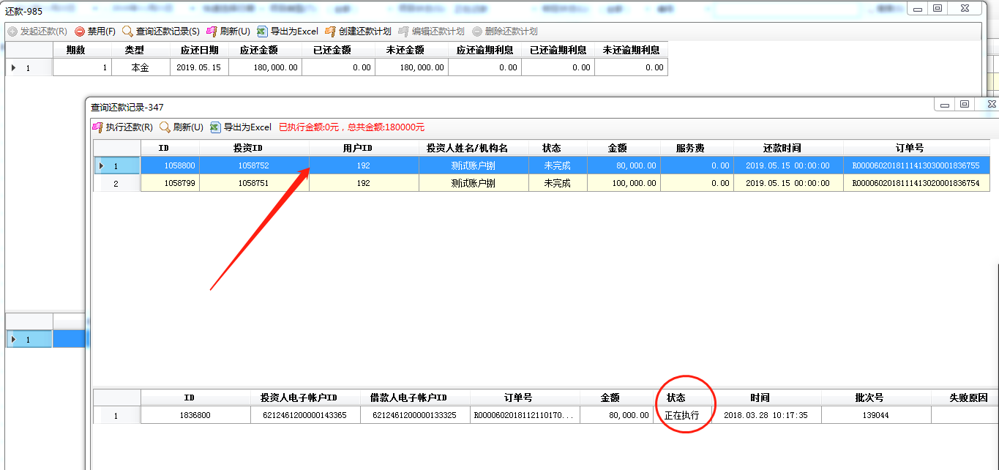 还款-985
发起还款(R) 禁用(F) 查询还款记录(S) 刷新(U) 导出为Excel 创建还款计划 编辑还款计划 删除还款计划
期数 类型 应还日期 应还金额 已还金额 未还金额 应还逾期利息 已还逾期利息 未还逾期利息
1 1 本金 2019.05.15 180,000.00 0.00 180,000.00 0.00 0.00 0.00
查询还款记录-347
执行还款(R) 刷新(U) 导出为Excel 已执行金额:0元，总共金额:180000元
ID 投资ID 用户ID 投资人姓名/机构名 状态 金额 服务费 还款时间 订单号
1 1058800 1058752 192 测试账户捌 未完成 80,000.00 0.00 2019.05.15 00:00:00 R0000602018111413030001836755
2 1058799 1058751 192 测试账户捌 未完成 100,000.00 0.00 2019.05.15 00:00:00 R0000602018111413020001836754
1
ID 投资人电子帐户ID 借款人电子帐户ID 订单号 金额 状态 时间 批次号 失败原因
1 1836800 6212461200000143365 6212461200000133325 R0000602018112110170... 80,000.00 正在执行 2018.03.28 10:17:35 139044